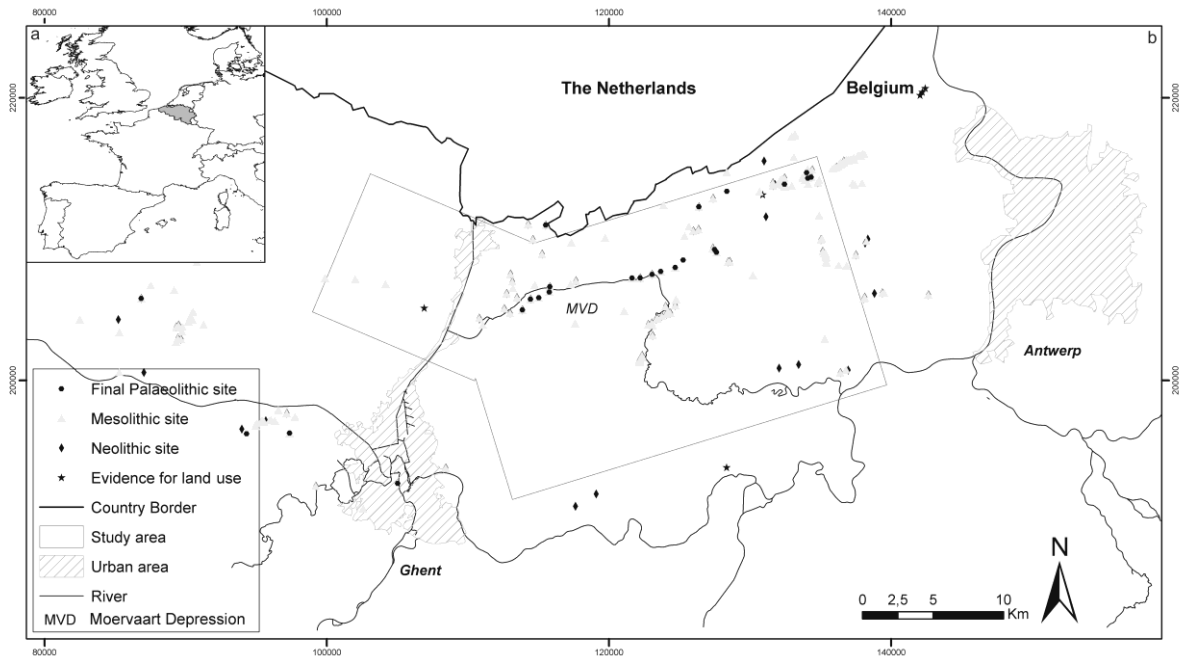 80000 100000 120000 140000
a
b
220000
220000
The Netherlands
Belgium
MVD
Antwerp
200000
200000
Final Palaeolithic site
Mesolithic site
Neolithic site
Evidence for land use
Country Border
Study area
Urban area
River
MVD Moervaart Depression
Ghent
N
0 2,5 5 10
Km
80000 100000 120000 140000